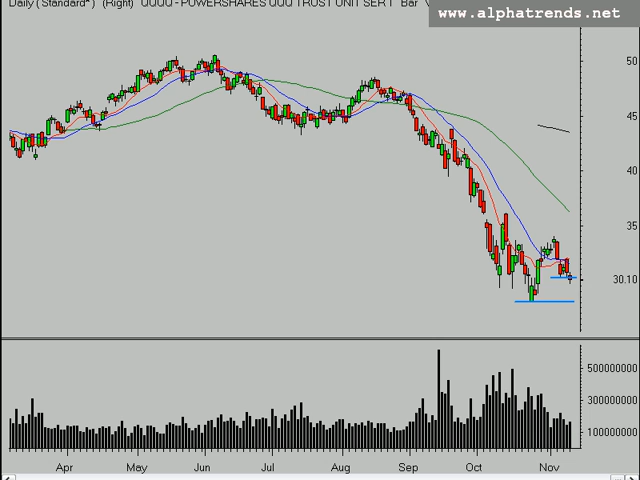 Daily (Standard*) (Right) QQQQ - POWERSHARES QQQ TRUST UNIT SER 1 Bar
www.alphatrends.net
50
45
40
35
30.10
500000000
300000000
100000000
Apr May Jun Jul Aug Sep Oct Nov